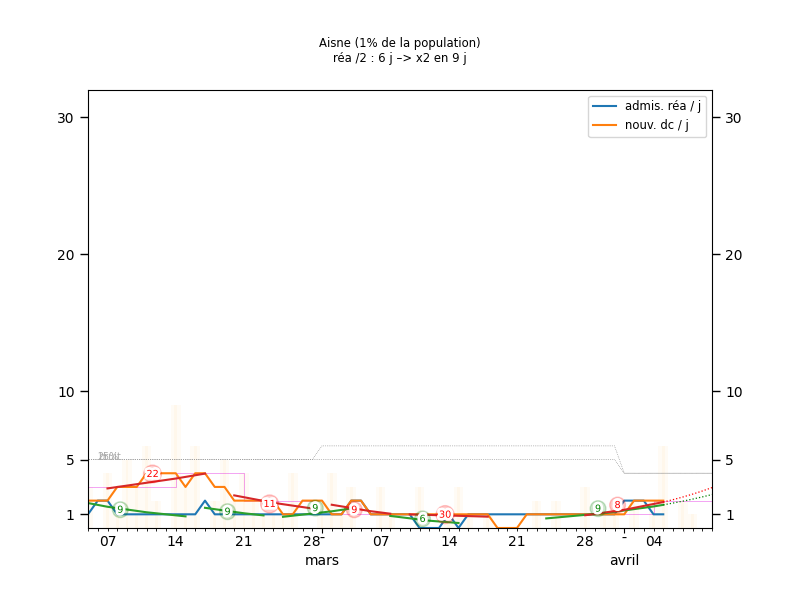 Aisne (1% de la population)
réa /2 : 6 j –> x2 en 9 j
admis. réa / j
nouv. dc / j
30 30
20 20
10 10
5 5
1 1
22
9 9 11 9 9 6 30 9 8
07 14 21 28 - 07 14 21 28 - 04
mars avril